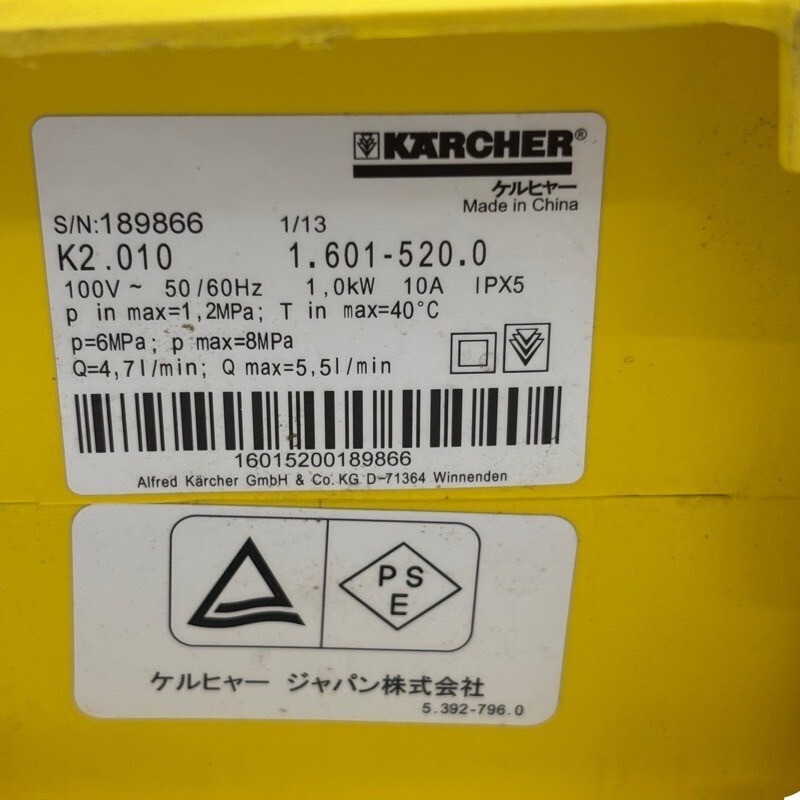 KÄRCHER®
ケルヒャー
Made in China
S/N:189866 1/13
K2.010 1.601-520.0
100V ~ 50/60Hz 1,0kW 10A IPX5
p in max=1,2MPa; T in max=40°C
p=6MPa; p max=8MPa
Q=4,7l/min; Q max=5,5l/min
16015200189866
Alfred Kärcher GmbH & Co. KG D-71364 Winnenden
PS
E
ケルヒャー ジャパン株式会社
5.392-796.0